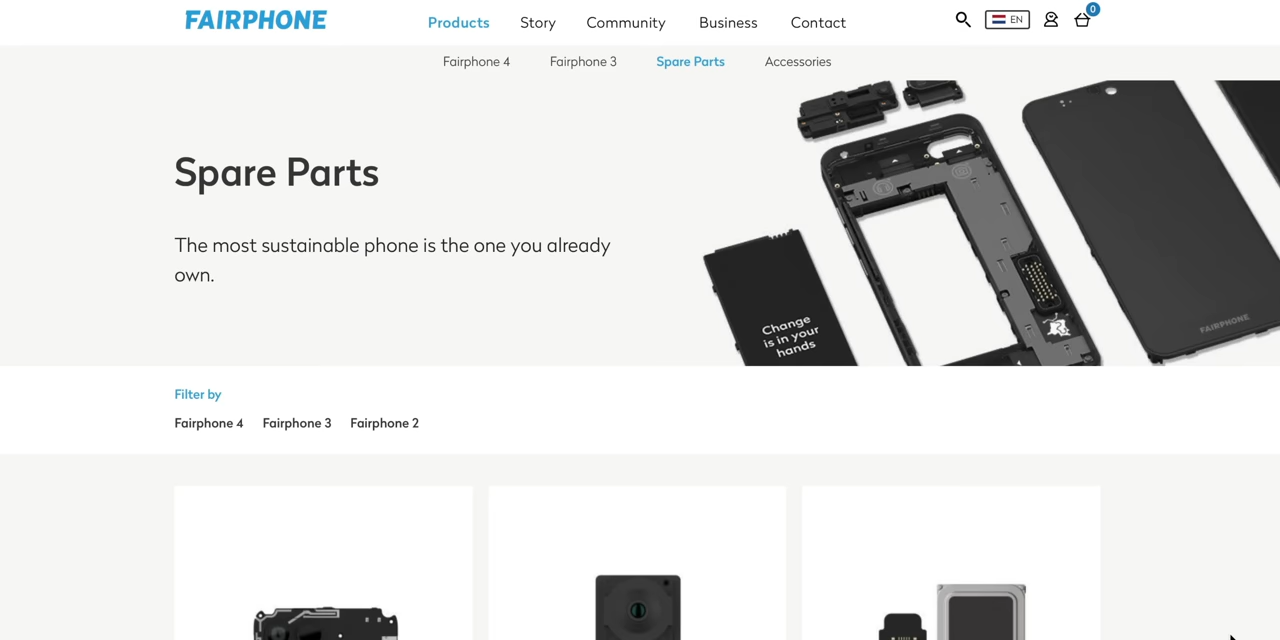 FAIRPHONE
Products Story Community Business Contact
EN
0
Fairphone 4 Fairphone 3 Spare Parts Accessories
Spare Parts
The most sustainable phone is the one you already
own.
Change
is in your
hands
FAIRPHONE
Filter by
Fairphone 4 Fairphone 3 Fairphone 2